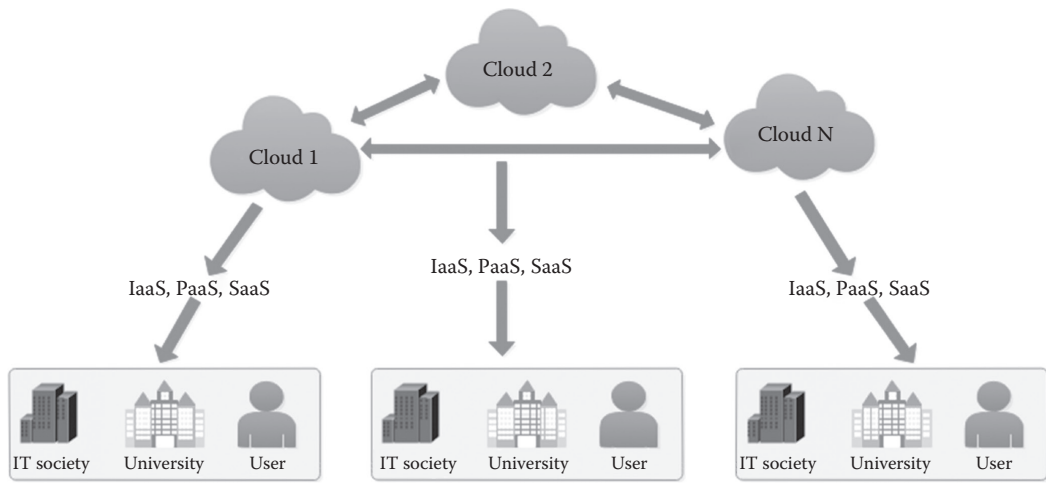 Cloud 2
Cloud 1
Cloud N
IaaS, PaaS, SaaS
IaaS, PaaS, SaaS
IaaS, PaaS, SaaS
IT society
University
User
IT society
University
User
IT society
University
User